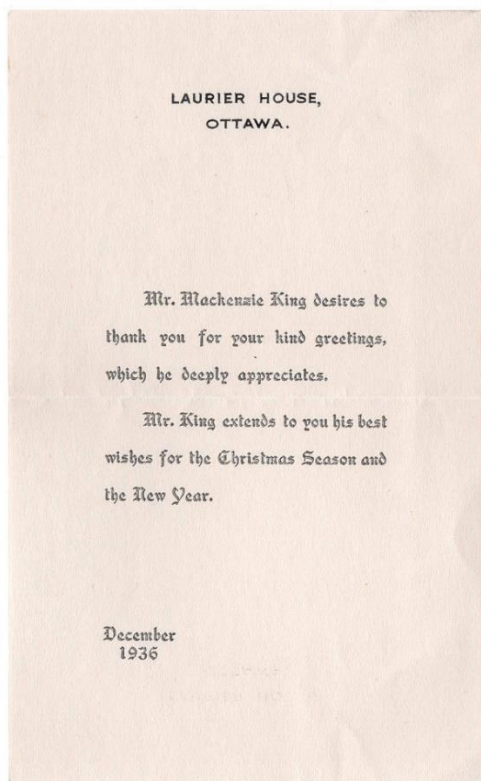 LAURIER HOUSE,
OTTAWA.
Mr. Mackenzie King desires to
thank you for your kind greetings,
which he deeply appreciates.
Mr. King extends to you his best
wishes for the Christmas Season and
the New Year.
December
1936